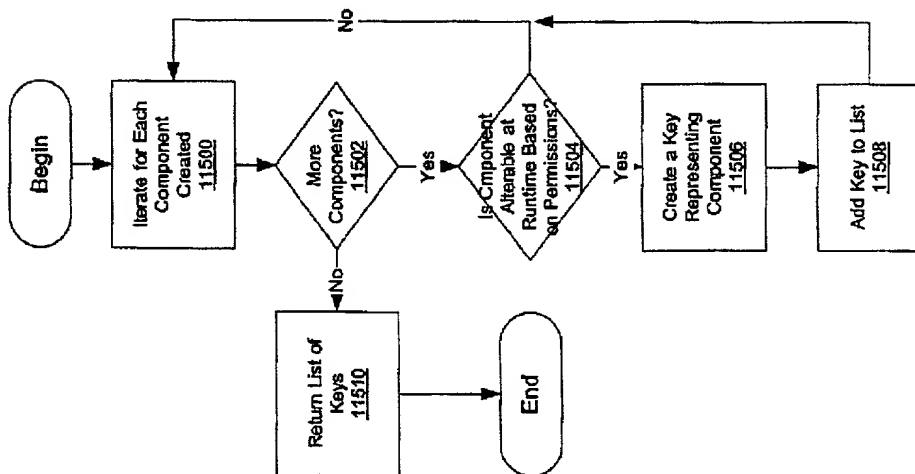 Begin
Iterate for Each
Component
Created
11500
No
More
Components?
11502
Yes
No
Is Cmponent
Alterable at
Runtime Based
on Permissions?
11504
Yes
Create a Key
Representing
Component
11506
Add Key to List
11508
Return List of
Keys
11510
End